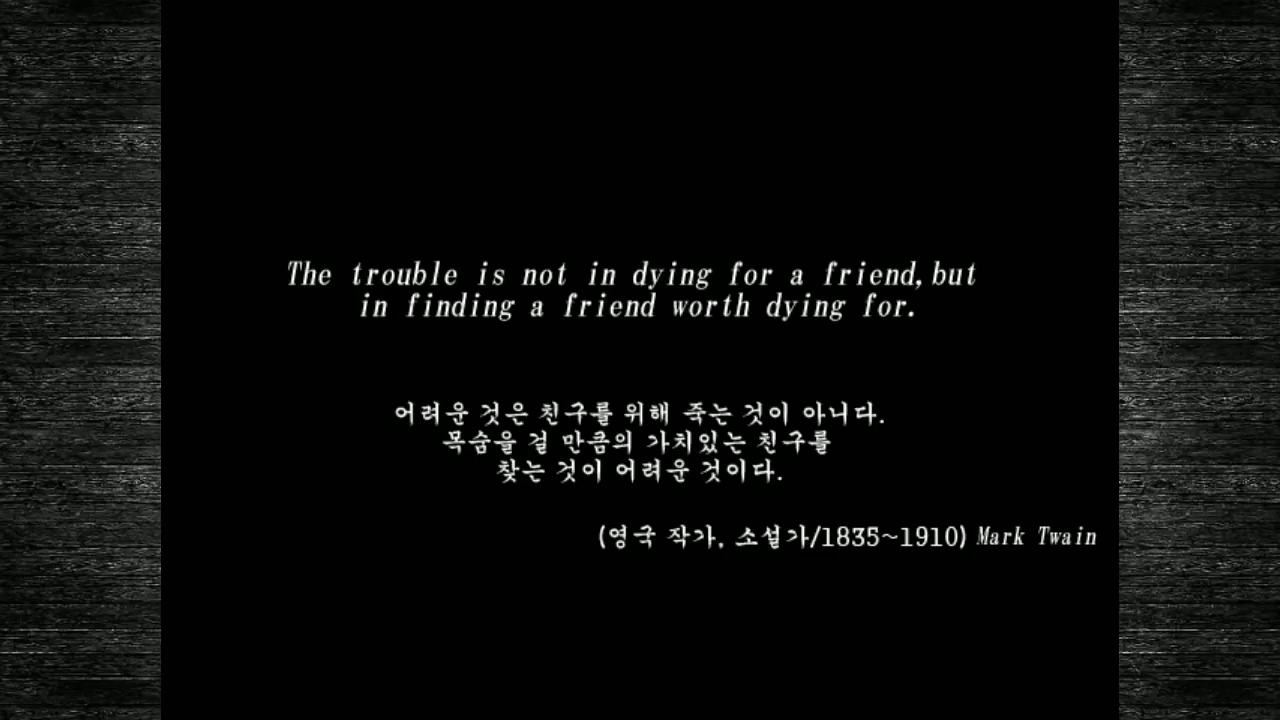 The trouble is not in dying for a friend,but
in finding a friend worth dying for.
어려운 것은 친구를 위해 죽는 것이 아니다.
목숨을 걸 만큼의 가치있는 친구를
찾는 것이 어려운 것이다.
(영국 작가, 소설가/1835~1910) Mark Twain